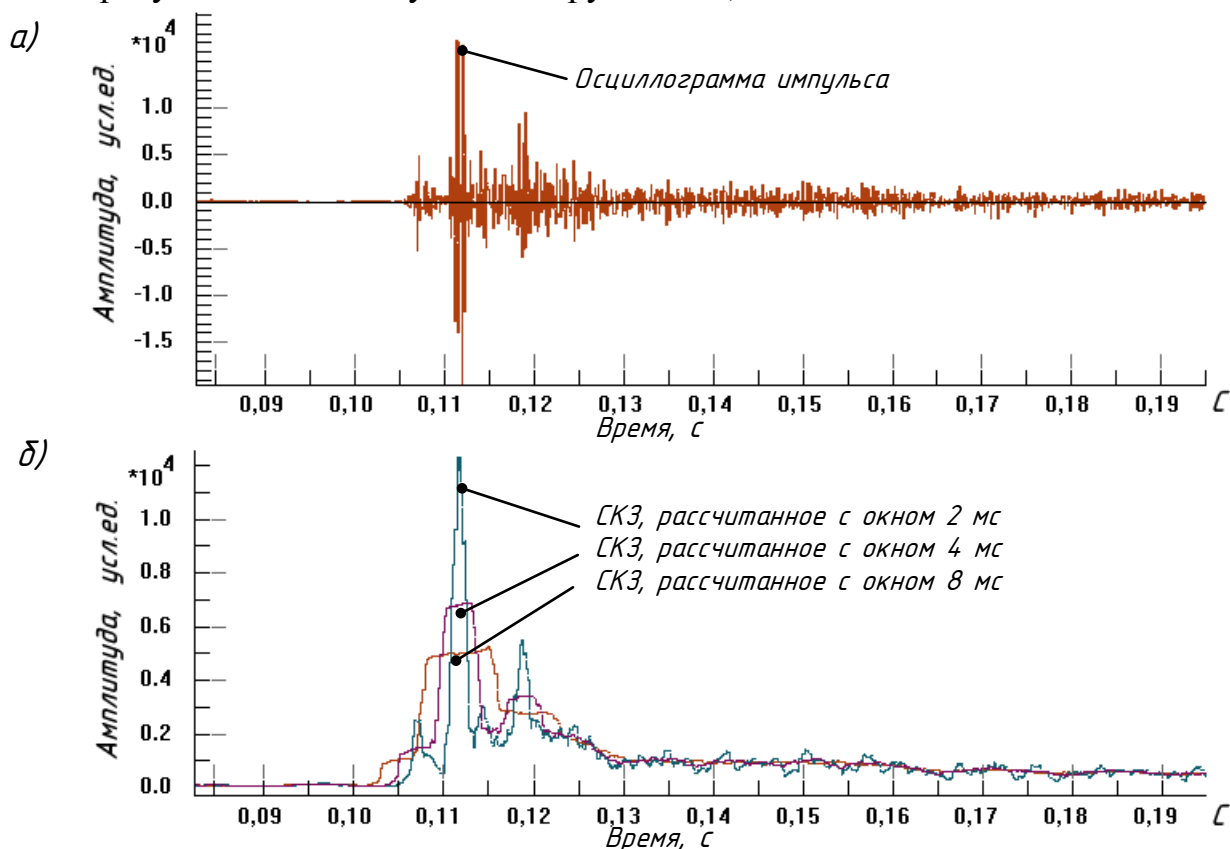 а)
*10⁴
Амплитуда, усл.ед.
Осциллограмма импульса
1.0
0.5
0.0
-0.5
-1.0
-1.5
0,09 0,10 0,11 0,12 0,13 0,14 0,15 0,16 0,17 0,18 0,19 С
Время, с
б)
*10⁴
Амплитуда, усл.ед.
СКЗ, рассчитанное с окном 2 мс
СКЗ, рассчитанное с окном 4 мс
СКЗ, рассчитанное с окном 8 мс
1.0
0.8
0.6
0.4
0.2
0.0
0,09 0,10 0,11 0,12 0,13 0,14 0,15 0,16 0,17 0,18 0,19 С
Время, с